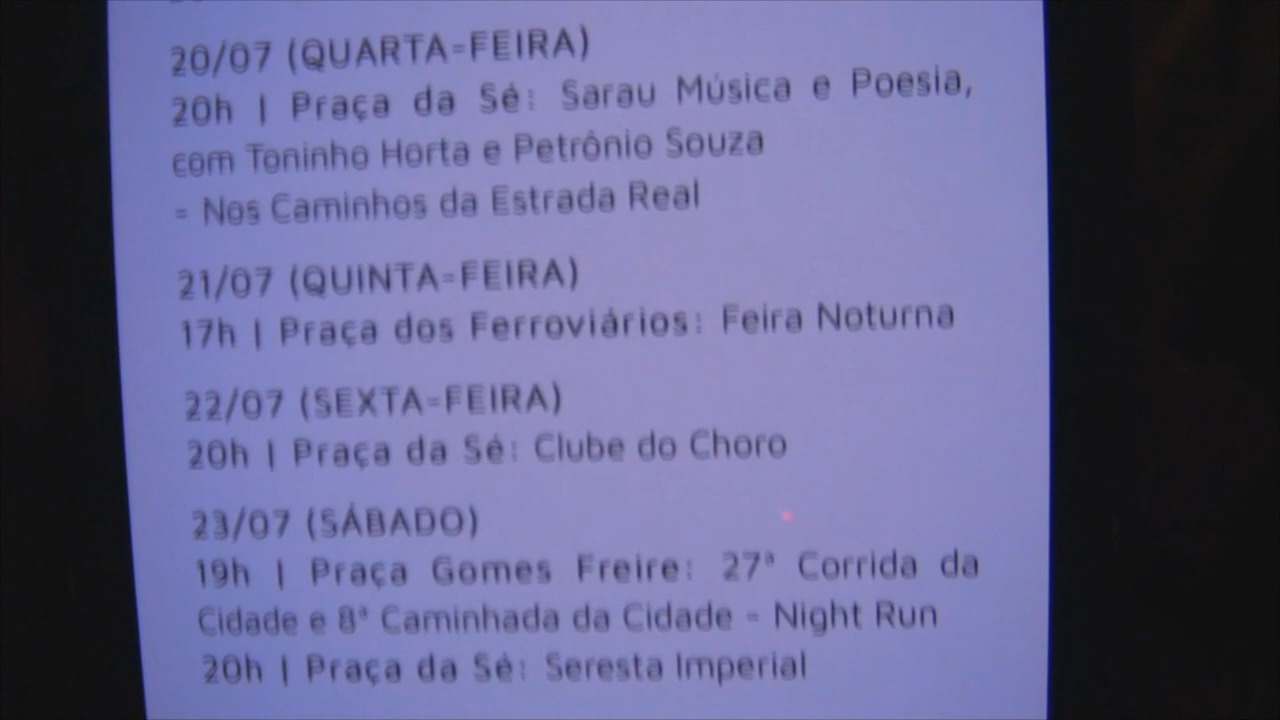 20/07 (QUARTA-FEIRA)
20h | Praça da Sé: Sarau Música e Poesia,
com Toninho Horta e Petrônio Souza
- Nos Caminhos da Estrada Real
21/07 (QUINTA-FEIRA)
17h | Praça dos Ferroviários: Feira Noturna
22/07 (SEXTA-FEIRA)
20h | Praça da Sé: Clube do Choro
23/07 (SÁBADO)
19h | Praça Gomes Freire: 27ª Corrida da
Cidade e 8ª Caminhada da Cidade - Night Run
20h | Praça da Sé: Seresta Imperial